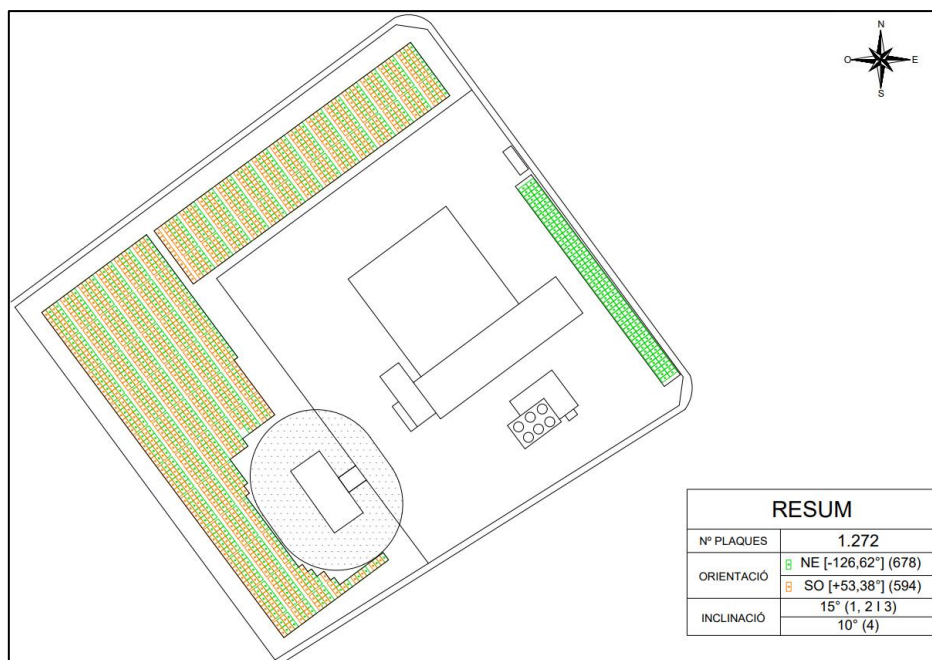 N
O E
S
RESUM
Nº PLAQUES 1.272
ORIENTACIÓ NE [-126,62°] (678)
SO [+53,38°] (594)
INCLINACIÓ 15° (1, 2 I 3)
10° (4)